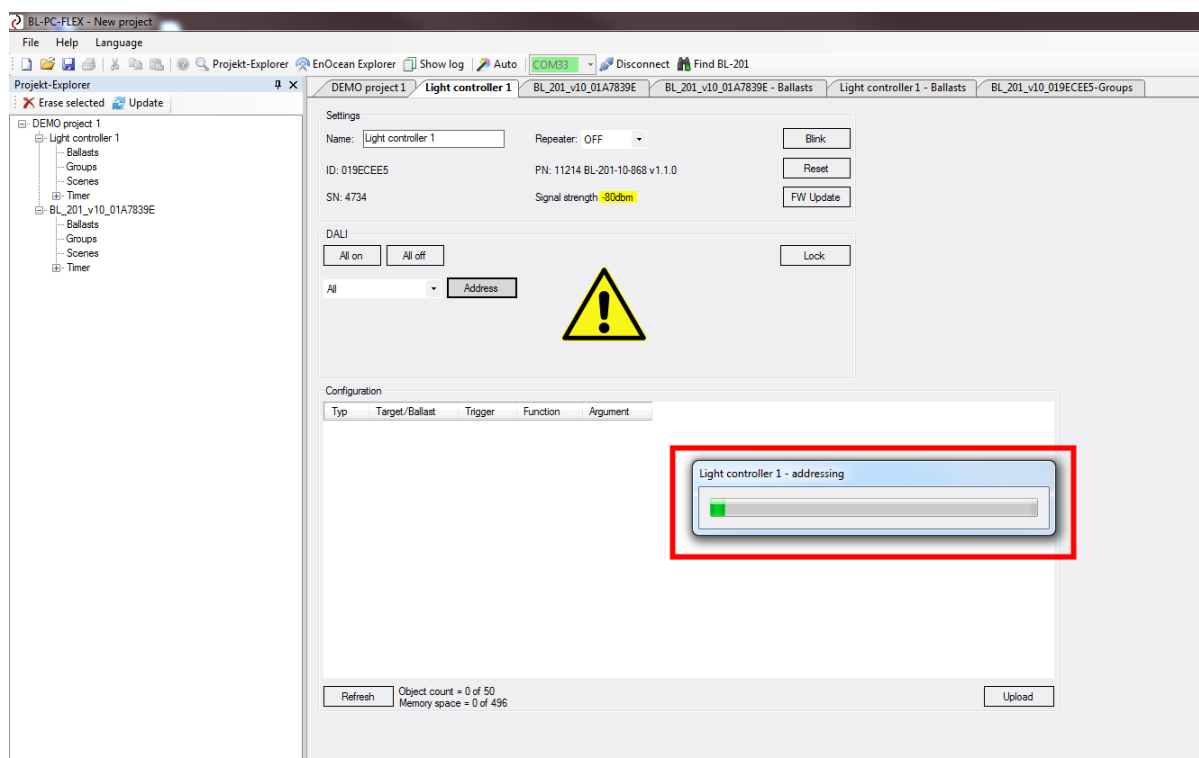 BL-PC-FLEX - New project
File Help Language
Projekt-Explorer EnOcean Explorer Show log Auto COM33 Disconnect Find BL-201
Projekt-Explorer
Erase selected Update
DEMO project 1
Light controller 1
Ballasts
Groups
Scenes
Timer
BL_201_v10_01A7839E
Ballasts
Groups
Scenes
Timer
DEMO project 1 Light controller 1 BL_201_v10_01A7839E BL_201_v10_01A7839E - Ballasts Light controller 1 - Ballasts BL_201_v10_019ECEE5-Groups
Settings
Name: Light controller 1 Repeater: OFF Blink
ID: 019ECEE5 PN: 11214 BL-201-10-868 v1.1.0 Reset
SN: 4734 Signal strength -80dbm FW Update
DALI
All on All off Lock
All Address
Configuration
Typ Target/Ballast Trigger Function Argument
Light controller 1 - addressing
Refresh Object count = 0 of 50
Memory space = 0 of 496
Upload